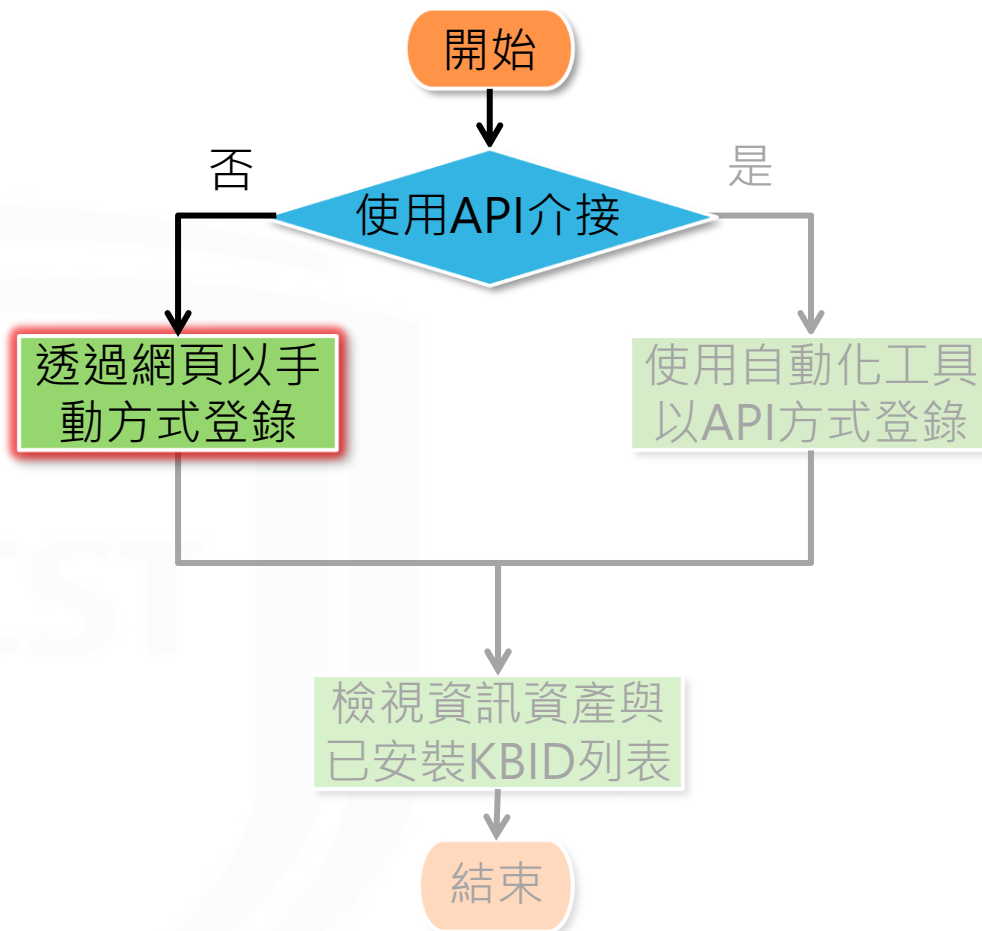 開始
否
是
使用API介接
透過網頁以手
動方式登錄
使用自動化工具
以API方式登錄
檢視資訊資產與
已安裝KBID列表
結束